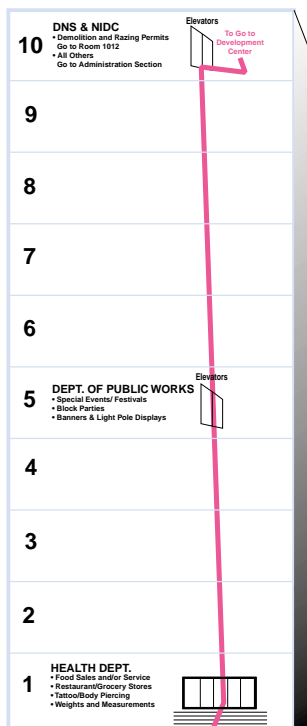 10
DNS & NIDC
• Demolition and Razing Permits
Go to Room 1012
• All Others
Go to Administration Section
Elevators
To Go to
Development
Center
9
8
7
6
5
DEPT. OF PUBLIC WORKS
• Special Events/ Festivals
• Block Parties
• Banners & Light Pole Displays
Elevators
4
3
2
1
HEALTH DEPT.
• Food Sales and/or Service
• Restaurant/Grocery Stores
• Tattoo/Body Piercing
• Weights and Measurements